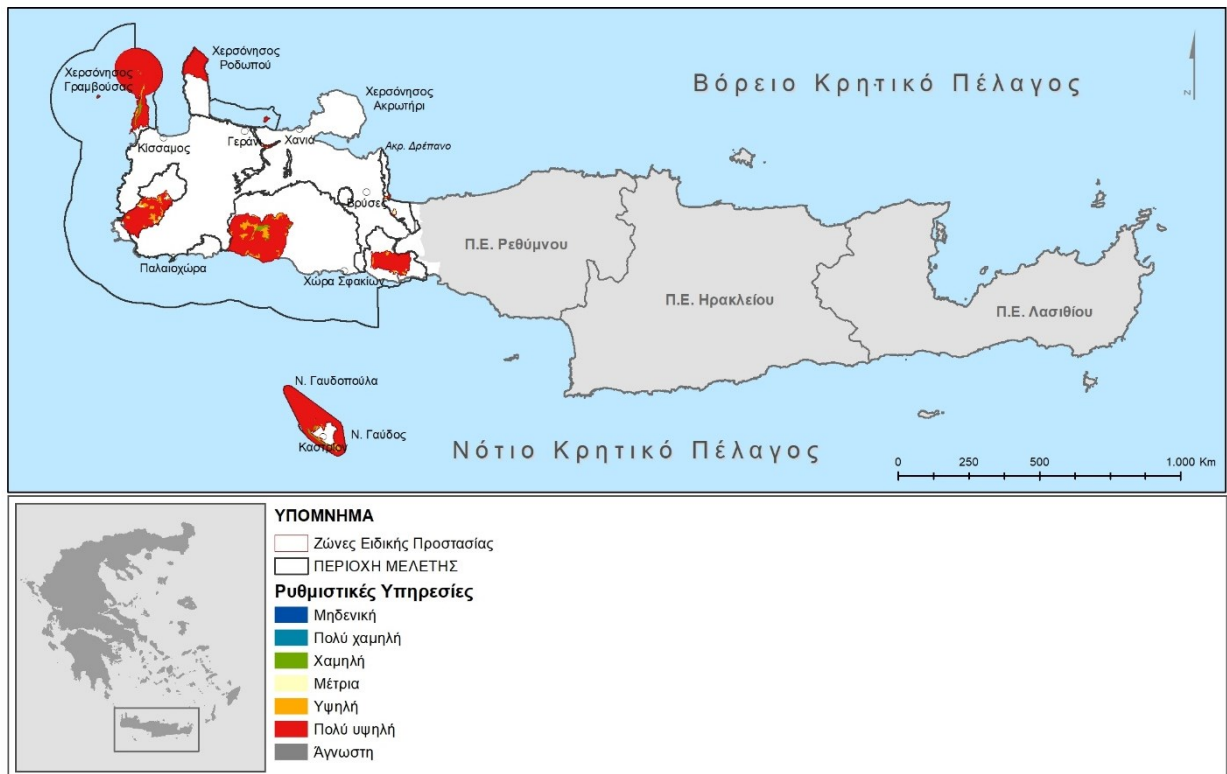 Χερσόνησος
Ροδωπού
Χερσόνησος
Γραμβούσας
Χερσόνησος
Ακρωτήρι
Βόρειο Κρητικό Πέλαγος
N
Κίσσαμος
Γεράνι
Χανιά
Ακρ. Δρέπανο
Βρύσες
Παλαιοχώρα
Χώρα Σφακίων
Π.Ε. Ρεθύμνου
Π.Ε. Ηρακλείου
Π.Ε. Λασιθίου
Ν. Γαυδοπούλα
Ν. Γαύδος
Καστρίον
Νότιο Κρητικό Πέλαγος
0 250 500 1.000 Km
ΥΠΟΜΝΗΜΑ
Ζώνες Ειδικής Προστασίας
ΠΕΡΙΟΧΗ ΜΕΛΕΤΗΣ
Ρυθμιστικές Υπηρεσίες
Μηδενική
Πολύ χαμηλή
Χαμηλή
Μέτρια
Υψηλή
Πολύ υψηλή
Άγνωστη